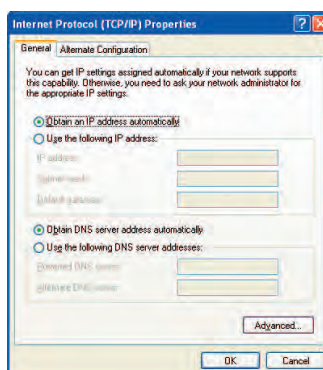 Internet Protocol (TCP/IP) Properties
General
Alternate Configuration
You can get IP settings assigned automatically if your network supports
this capability. Otherwise, you need to ask your network administrator for
the appropriate IP settings.
Obtain an IP address automatically
Use the following IP address:
IP address:
Subnet mask:
Default gateway:
Obtain DNS server address automatically
Use the following DNS server addresses:
Preferred DNS server:
Alternate DNS server:
Advanced...
OK
Cancel